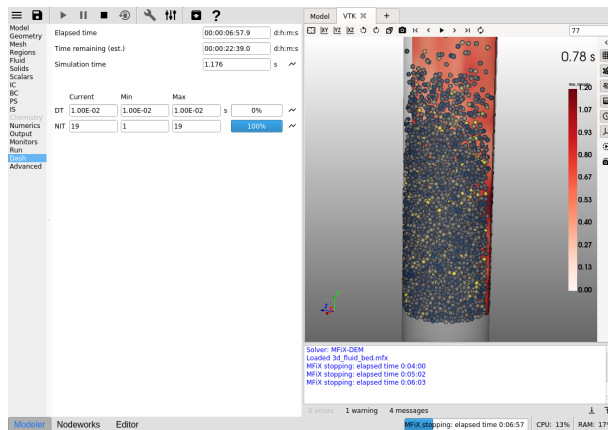 Model
Geometry
Mesh
Regions
Fluid
Solids
Scalars
IC
BC
PS
IS
Chemistry
Numerics
Output
Monitors
Run
Dash
Advanced
Elapsed time 00:00:06:57.9 d:h:m:s
Time remaining (est.) 00:00:22:39.0 d:h:m:s
Simulation time 1.176 s
Current Min Max
DT 1.00E-02 1.00E-02 1.00E-02 s 0%
NIT 19 1 19 100%
Model VTK +
XY YZ XZ 77
0.78 s
1.20
1.07
0.93
0.80
0.67
0.53
0.40
0.27
0.13
0.00
Solver: MFiX-DEM
Loaded 3d_fluid_bed.mfx
MFiX stopping: elapsed time 0:04:00
MFiX stopping: elapsed time 0:05:02
MFiX stopping: elapsed time 0:06:03
0 errors 1 warning 4 messages
Modeler Nodeworks Editor MFiX stopping: elapsed time 0:06:57 CPU: 13% RAM: 17%